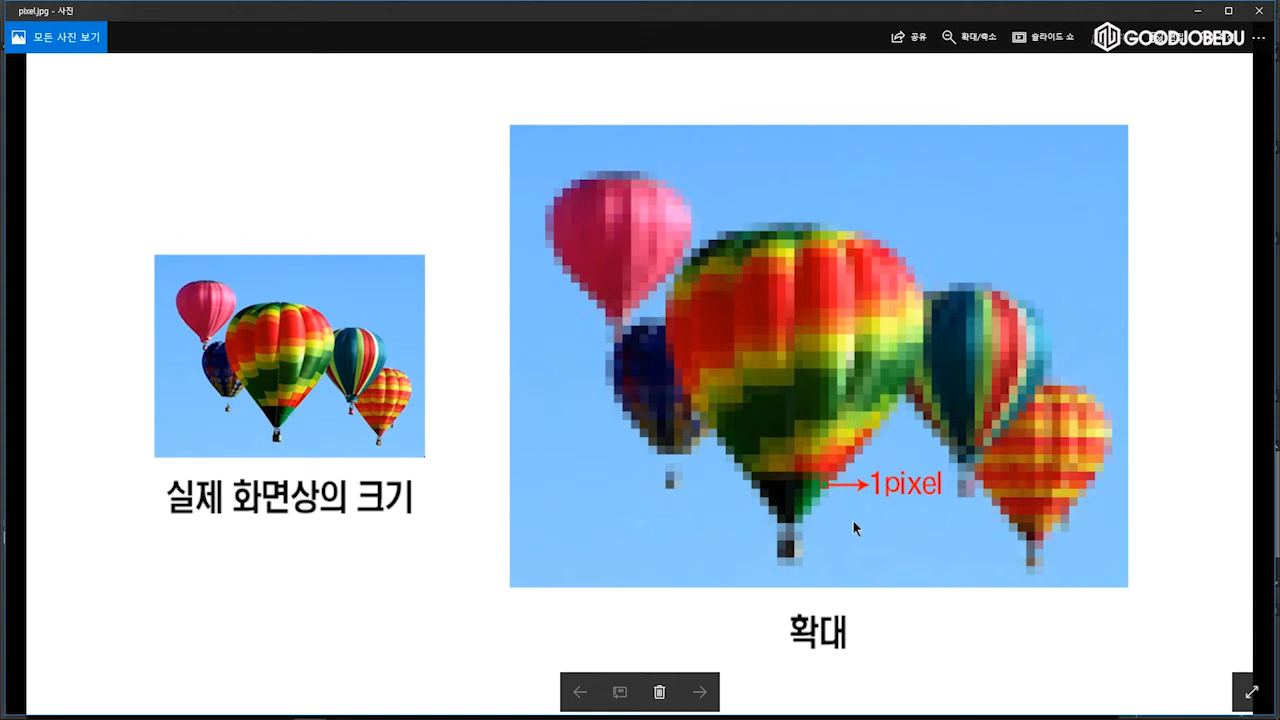 pixel.jpg - 사진
모든 사진 보기
공유
확대/축소
슬라이드 쇼
GOODJOBEDU
1pixel
실제 화면상의 크기
확대